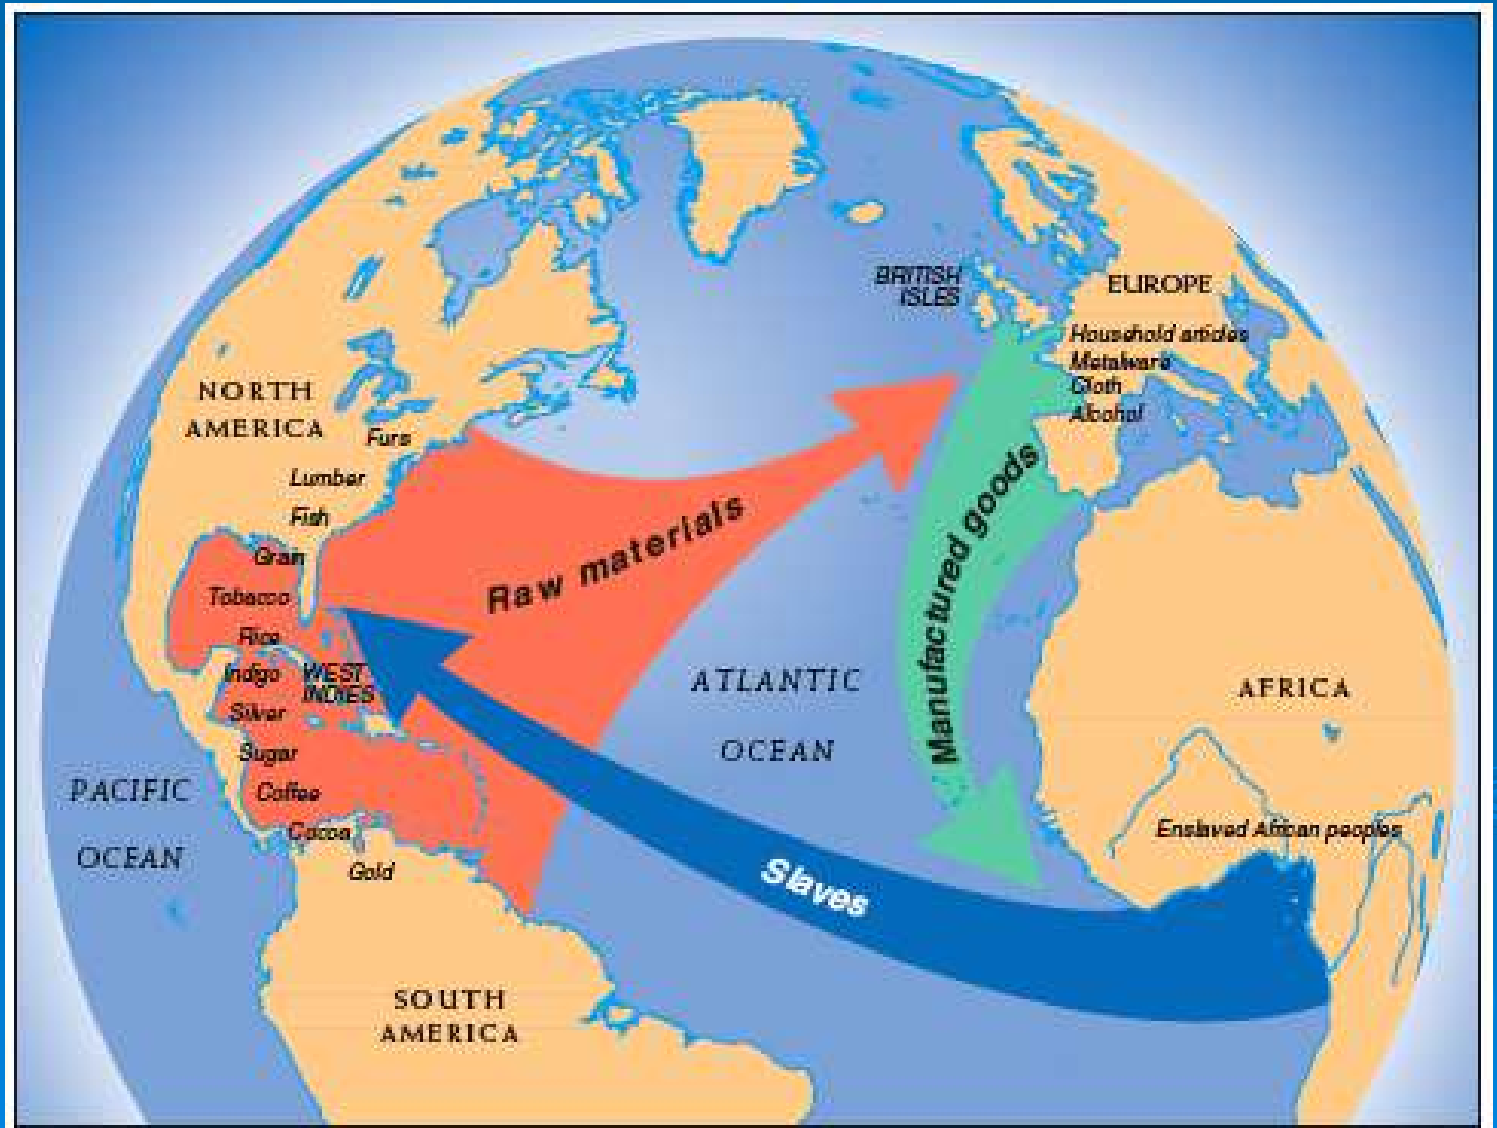 BRITISH
ISLES
EUROPE
Household articles
Metalware
Cloth
Alcohol
NORTH
AMERICA
Furs
Lumber
Fish
Grain
Tobacco
Rice
Indigo
WEST
INDIES
Silver
Sugar
Coffee
Cocoa
Gold
Raw materials
Manufactured goods
ATLANTIC
OCEAN
AFRICA
PACIFIC
OCEAN
Enslaved African peoples
Slaves
SOUTH
AMERICA